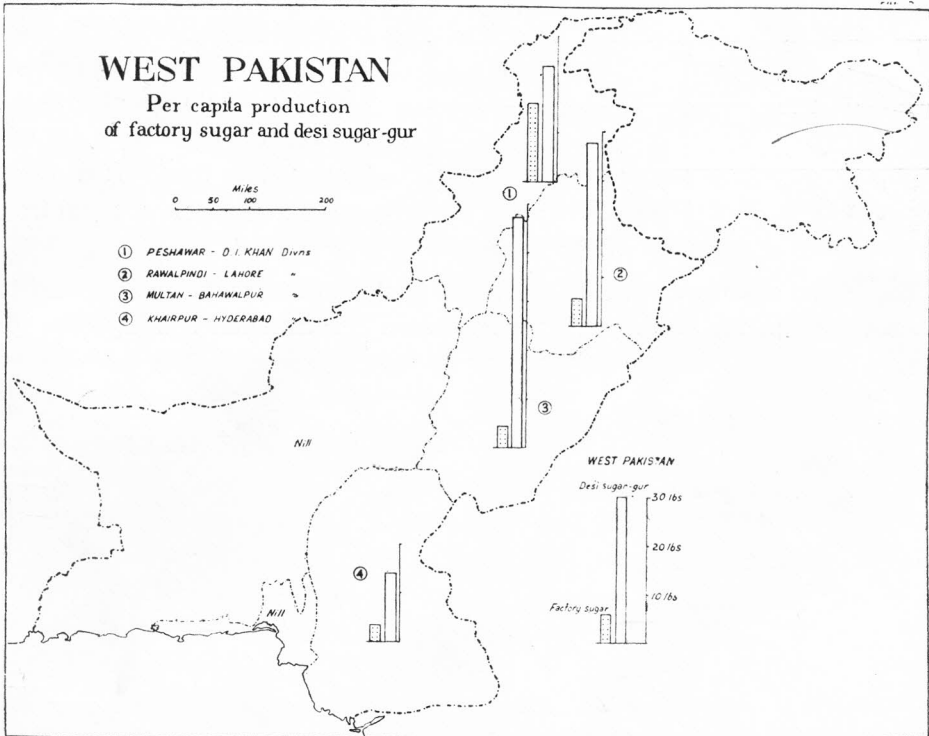 WEST PAKISTAN
Per capita production
of factory sugar and desi sugar-gur
Miles
0 50 100 200
① PESHAWAR - D.I. KHAN Divns
② RAWALPINDI - LAHORE "
③ MULTAN - BAHAWALPUR "
④ KHAIRPUR - HYDERABAD "
①
②
③
Nill
WEST PAKISTAN
Desi sugar-gur
30 lbs
20 lbs
④
10 lbs
Factory sugar
Nill